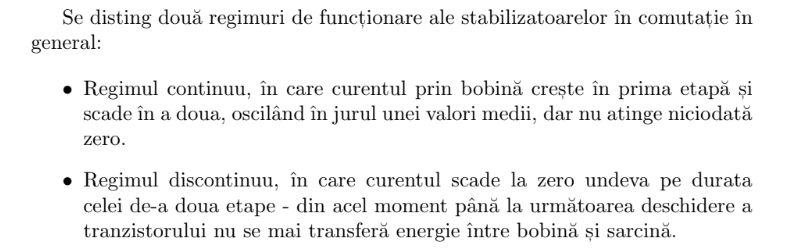 Se disting două regimuri de funcționare ale stabilizatoarelor în comutație în
general:
• Regimul continuu, în care curentul prin bobină crește în prima etapă și
scade în a doua, oscilând în jurul unei valori medii, dar nu atinge niciodată
zero.
• Regimul discontinuu, în care curentul scade la zero undeva pe durata
celei de-a doua etape - din acel moment până la următoarea deschidere a
tranzistorului nu se mai transferă energie între bobină și sarcină.